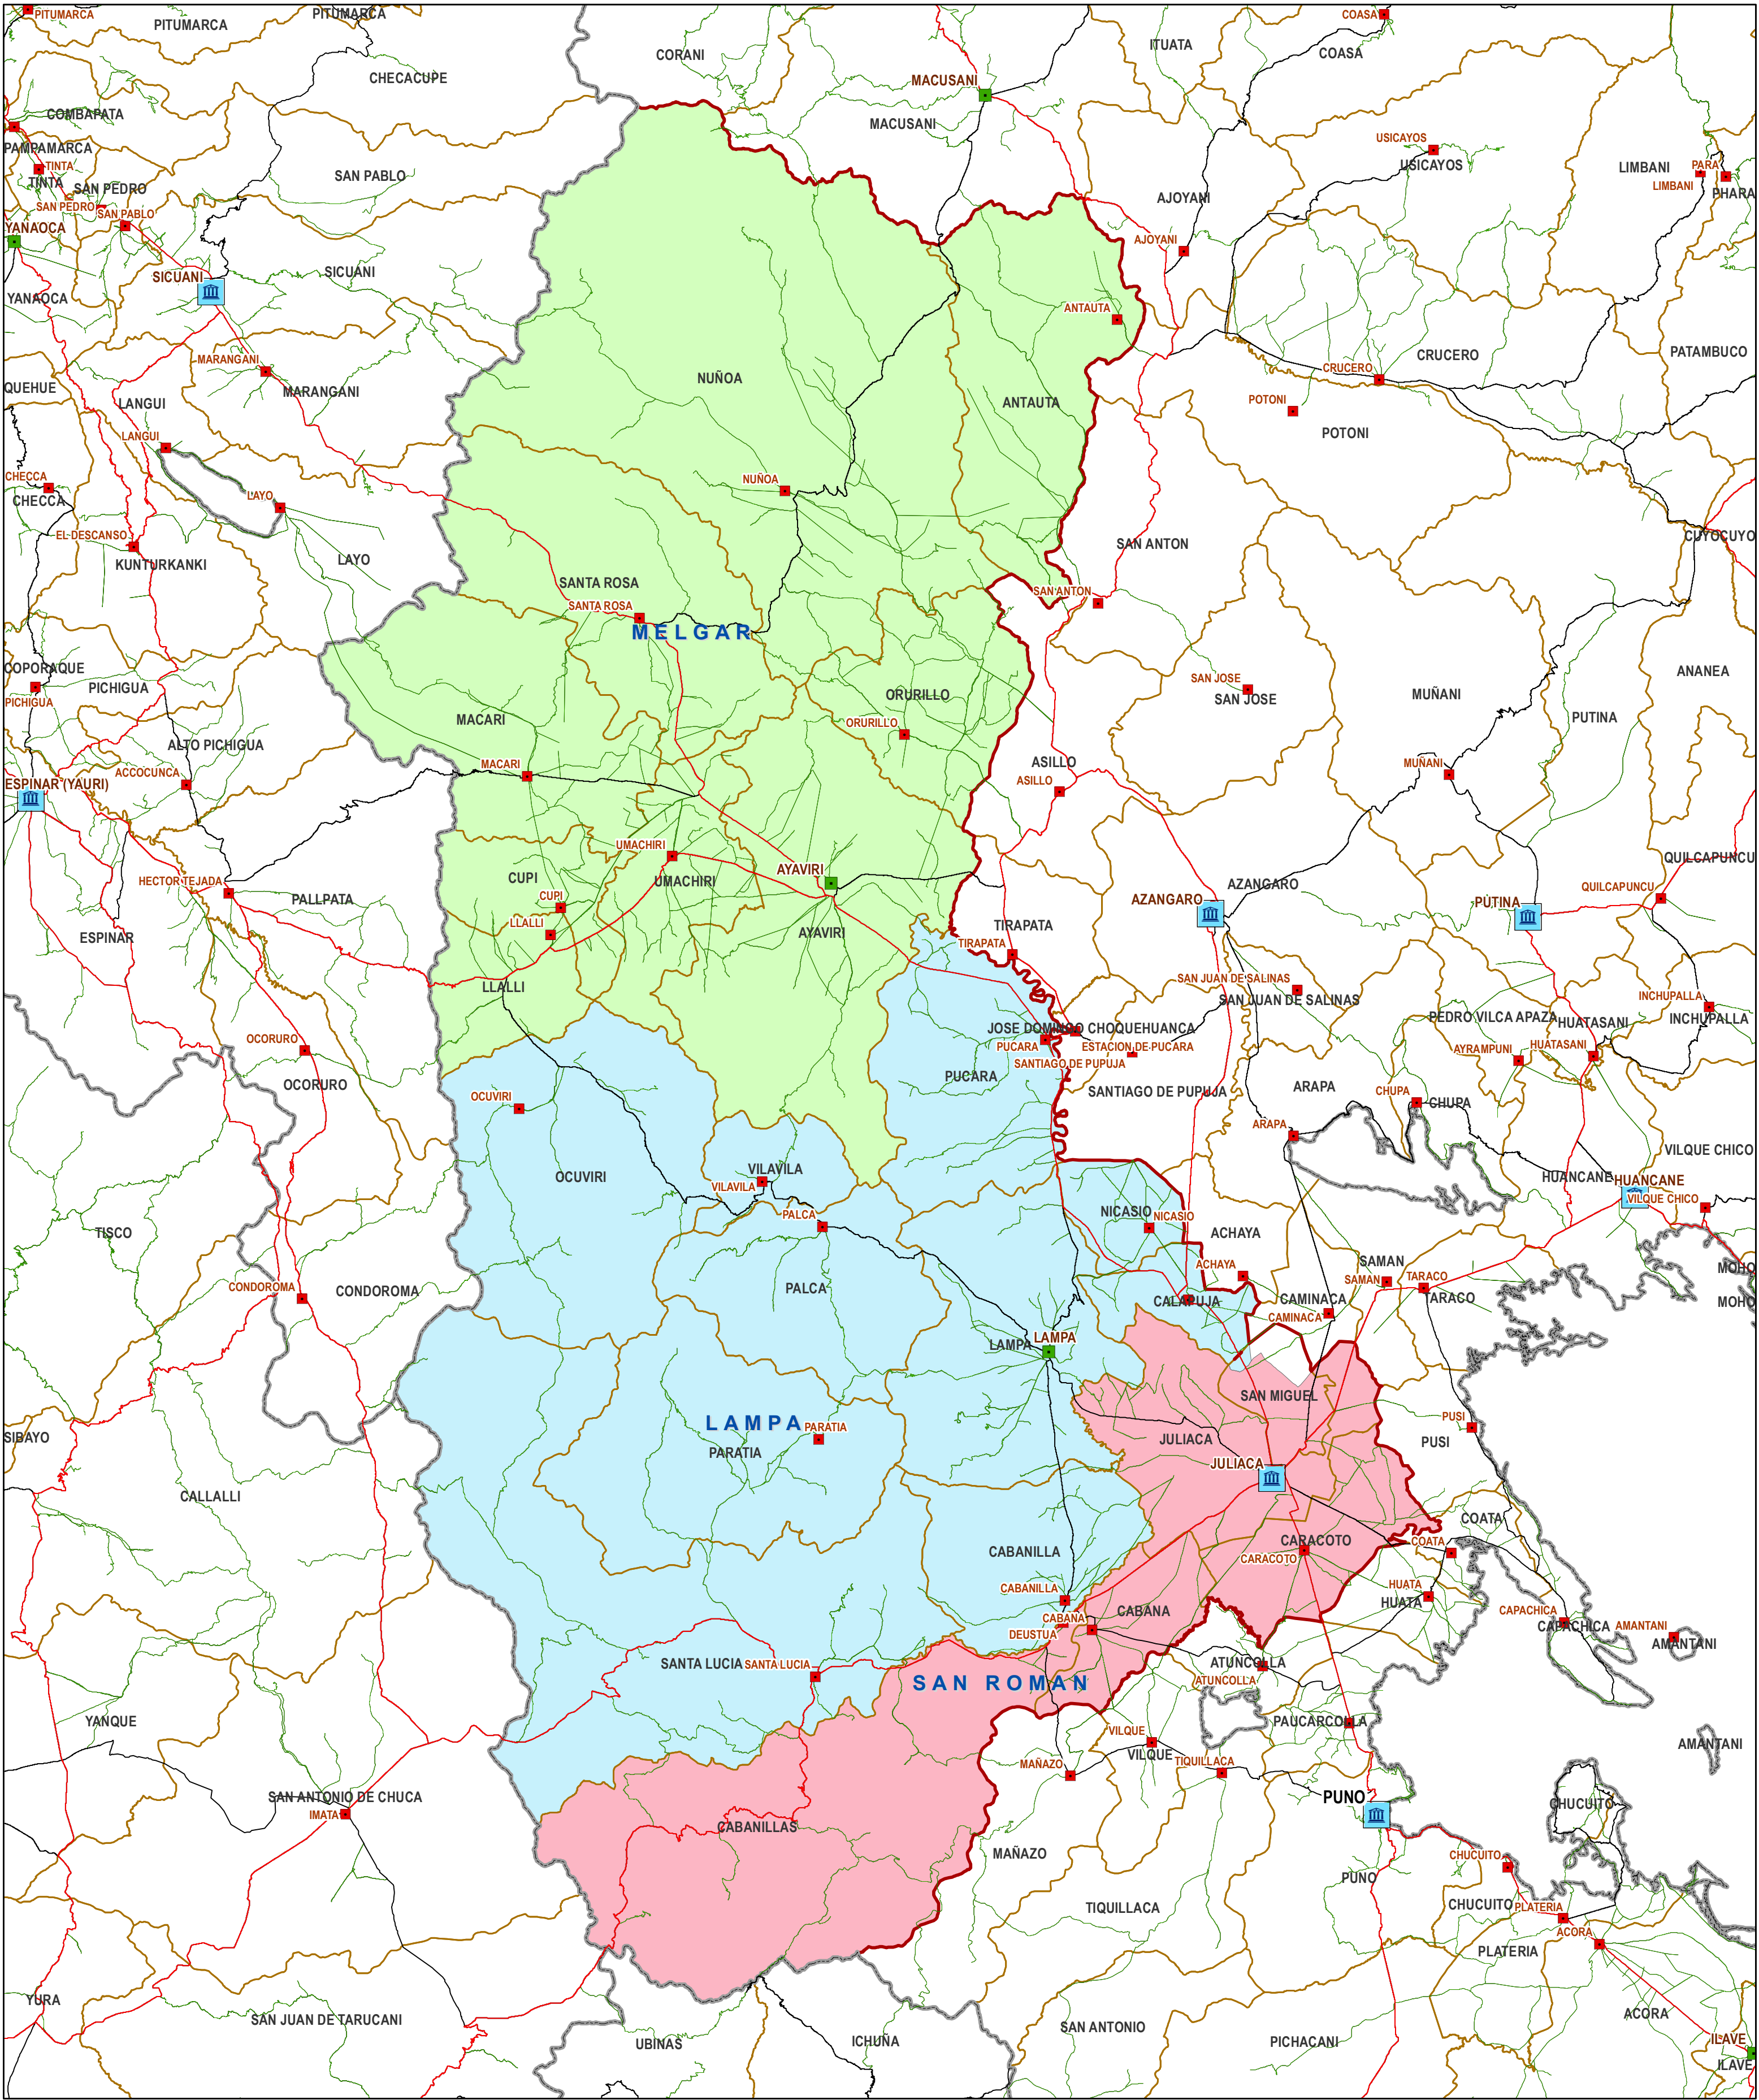 PITUMARCA
PITUMARCA
PITUMARCA
COASA
CORANI
ITUATA
COASA
CHECACUPE
MACUSANI
COMBAPATA
MACUSANI
PAMPAMARCA
USICAYOS
USICAYOS
TINTA
TINTA
SAN PEDRO
SAN PABLO
LIMBANI
PARA
LIMBANI
PHARA
SAN PEDRO
SAN PABLO
AJOYANI
YANAOCA
AJOYANI
SICUANI
SICUANI
YANAOCA
ANTAUTA
MARANGANI
CRUCERO
PATAMBUCO
CRUCERO
QUEHUE
MARANGANI
NUÑOA
LANGUI
ANTAUTA
POTONI
POTONI
LANGUI
CHECCA
CHECCA
NUÑOA
LAYO
EL DESCANSO
CUYOCUYO
KUNTURKANKI
LAYO
SAN ANTON
SANTA ROSA
SAN ANTON
SANTA ROSA
MELGAR
COPORAQUE
PICHIGUA
PICHIGUA
SAN JOSE
SAN JOSE
MUÑANI
ANANEA
ORURILLO
MACARI
ORURILLO
PUTINA
ALTO PICHIGUA
MACARI
ASILLO
ASILLO
MUÑANI
ACCOCUNCA
ESPINAR (YAURI)
UMACHIRI
QUILCAPUNCU
AYAVIRI
CUPI
UMACHIRI
HECTOR TEJADA
AZANGARO
QUILCAPUNCU
PALLPATA
CUPI
AZANGARO
PUTINA
LLALLI
AYAVIRI
TIRAPATA
ESPINAR
TIRAPATA
LLALLI
SAN JUAN DE SALINAS
SAN JUAN DE SALINAS
INCHUPALLA
INCHUPALLA
PEDRO VILCA APAZA
HUATASANI
JOSE DOMINGO CHOQUEHUANCA
OCORURO
PUCARA
ESTACION DE PUCARA
AYRAMPUNI
HUATASANI
SANTIAGO DE PUPUJA
PUCARA
OCORURO
OCUVIRI
SANTIAGO DE PUPUJA
ARAPA
CHUPA
CHUPA
ARAPA
VILQUE CHICO
VILAVILA
OCUVIRI
VILAVILA
HUANCANE
HUANCANE
VILQUE CHICO
PALCA
NICASIO
NICASIO
TISCO
ACHAYA
ACHAYA
SAMAN
SAMAN
TARACO
MOHO
CONDOROMA
CONDOROMA
PALCA
CALAPUJA
CAMINACA
TARACO
MOHO
CAMINACA
LAMPA
LAMPA
SAN MIGUEL
LAMPA
PARATIA
PARATIA
SIBAYO
JULIACA
PUSI
PUSI
JULIACA
CALLALLI
COATA
CARACOTO
COATA
CABANILLA
CARACOTO
CABANILLA
HUATA
HUATA
CABANA
CABANA
CAPACHICA
CAPACHICA
AMANTANI
AMANTANI
DEUSTUA
SANTA LUCIA
SANTA LUCIA
ATUNCOLLA
ATUNCOLLA
SAN ROMAN
YANQUE
PAUCARCOLLA
VILQUE
VILQUE
AMANTANI
MAÑAZO
TIQUILLACA
SAN ANTONIO DE CHUCA
IMATA
PUNO
CHUCUITO
CABANILLAS
MAÑAZO
CHUCUITO
PUNO
TIQUILLACA
CHUCUITO
PLATERIA
ACORA
PLATERIA
YURA
SAN JUAN DE TARUCANI
SAN ANTONIO
ACORA
UBINAS
ICHUÑA
PICHACANI
ILAVE
ILAVE